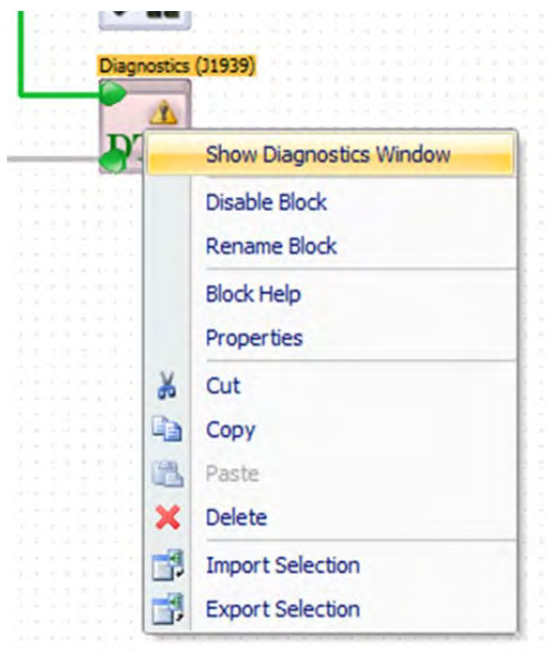 Diagnostics (J1939)
Show Diagnostics Window
Disable Block
Rename Block
Block Help
Properties
Cut
Copy
Paste
Delete
Import Selection
Export Selection